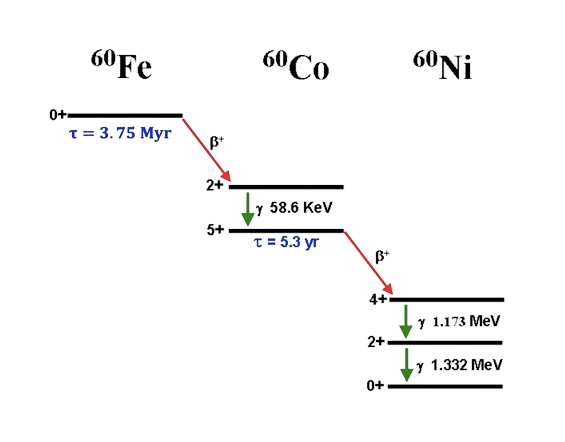 ⁶⁰Fe ⁶⁰Co ⁶⁰Ni
0+
τ = 3.75 Myr
β⁺
2+
γ 58.6 KeV
5+
τ = 5.3 yr
β⁺
4+
γ 1.173 MeV
2+
γ 1.332 MeV
0+